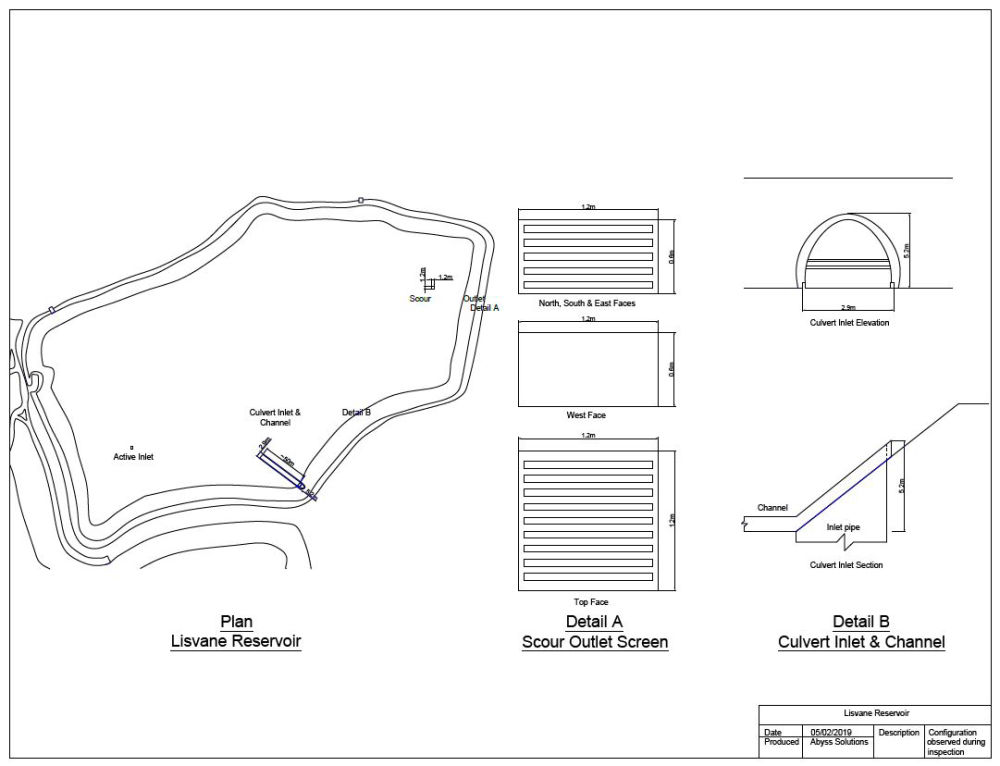 1.2m
1.2m
Scour
Outlet
Detail A
Culvert Inlet &
Channel
Detail B
2.9m
~50m
Active Inlet
Plan
Lisvane Reservoir
1.2m
0.6m
North, South & East Faces
1.2m
0.6m
West Face
1.2m
12m
Top Face
Detail A
Scour Outlet Screen
5.2m
2.9m
Culvert Inlet Elevation
Channel
5.2m
Inlet pipe
Culvert Inlet Section
Detail B
Culvert Inlet & Channel
Lisvane Reservoir
Date 05/02/2019 Description Configuration
Produced Abyss Solutions observed during
inspection